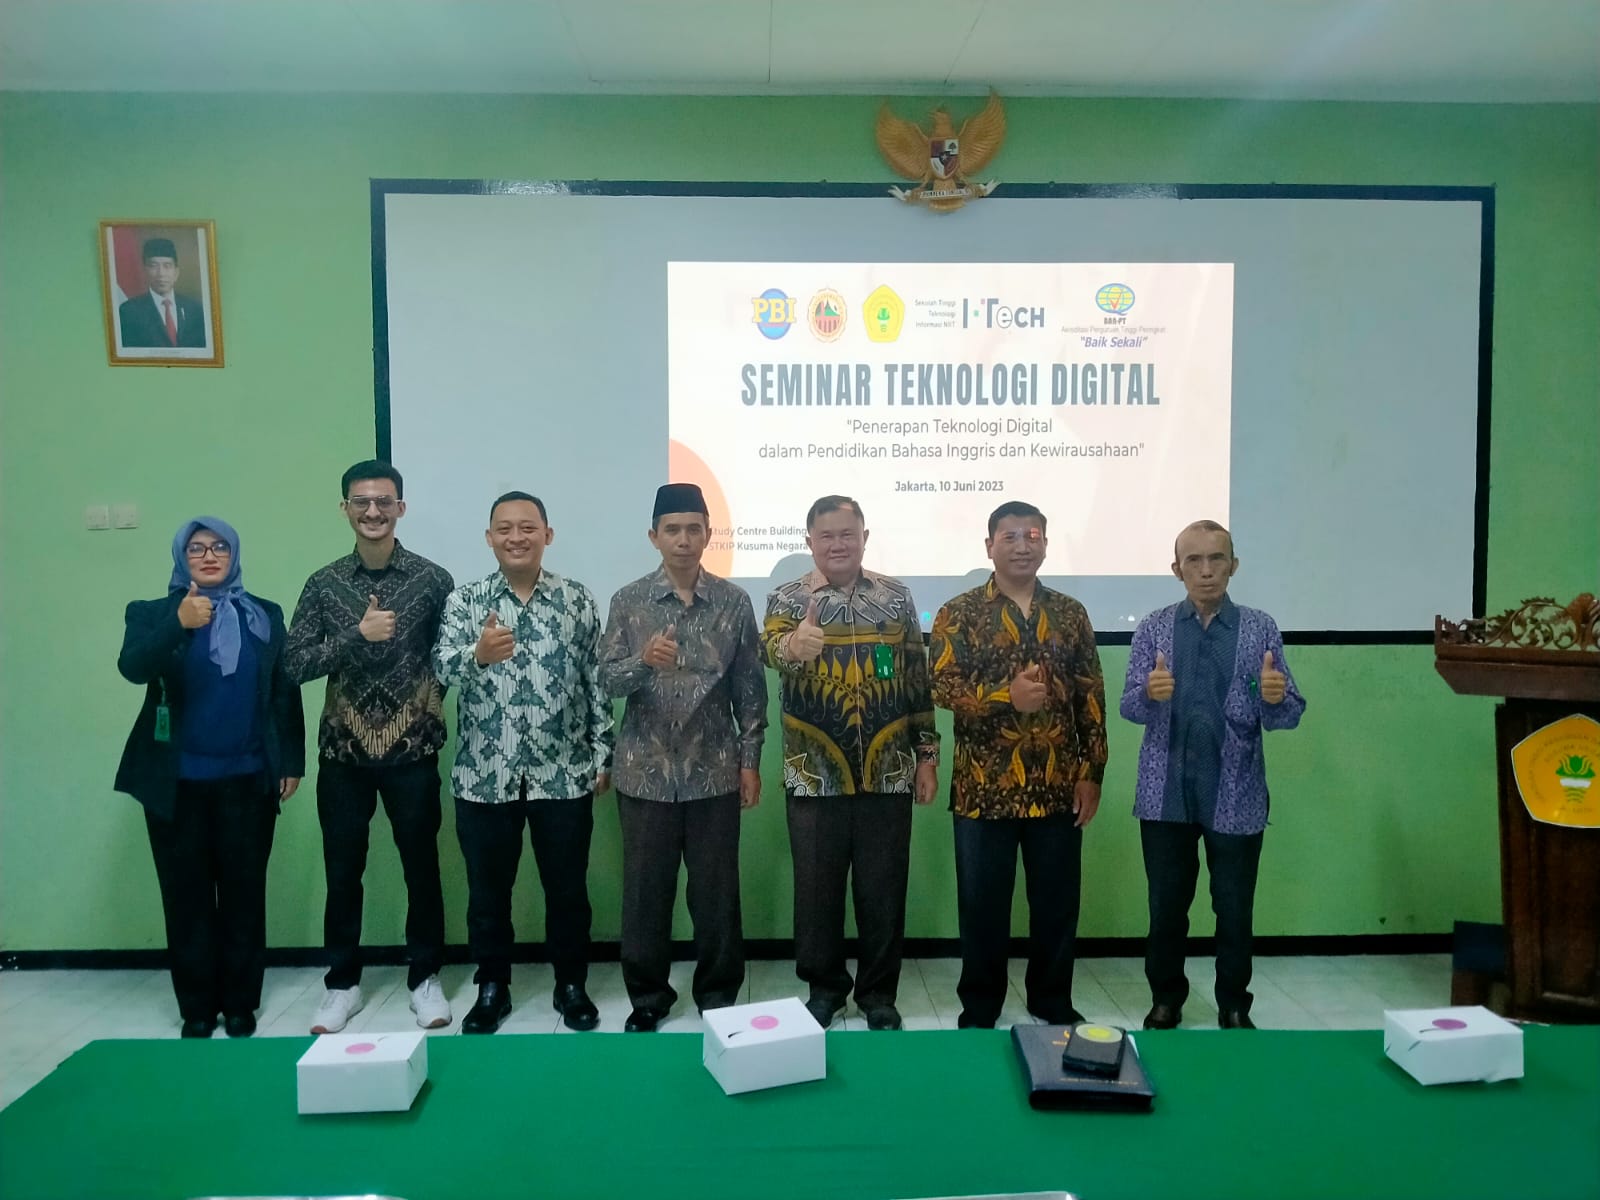 PBI
Sekolah Tinggi
Teknologi
Informasi NIIT
I-Tech
BAN-PT
Akreditasi Perguruan Tinggi Peringkat
"Baik Sekali"
SEMINAR TEKNOLOGI DIGITAL
"Penerapan Teknologi Digital
dalam Pendidikan Bahasa Inggris dan Kewirausahaan"
Jakarta, 10 Juni 2023
Study Centre Building
STKIP Kusuma Negara